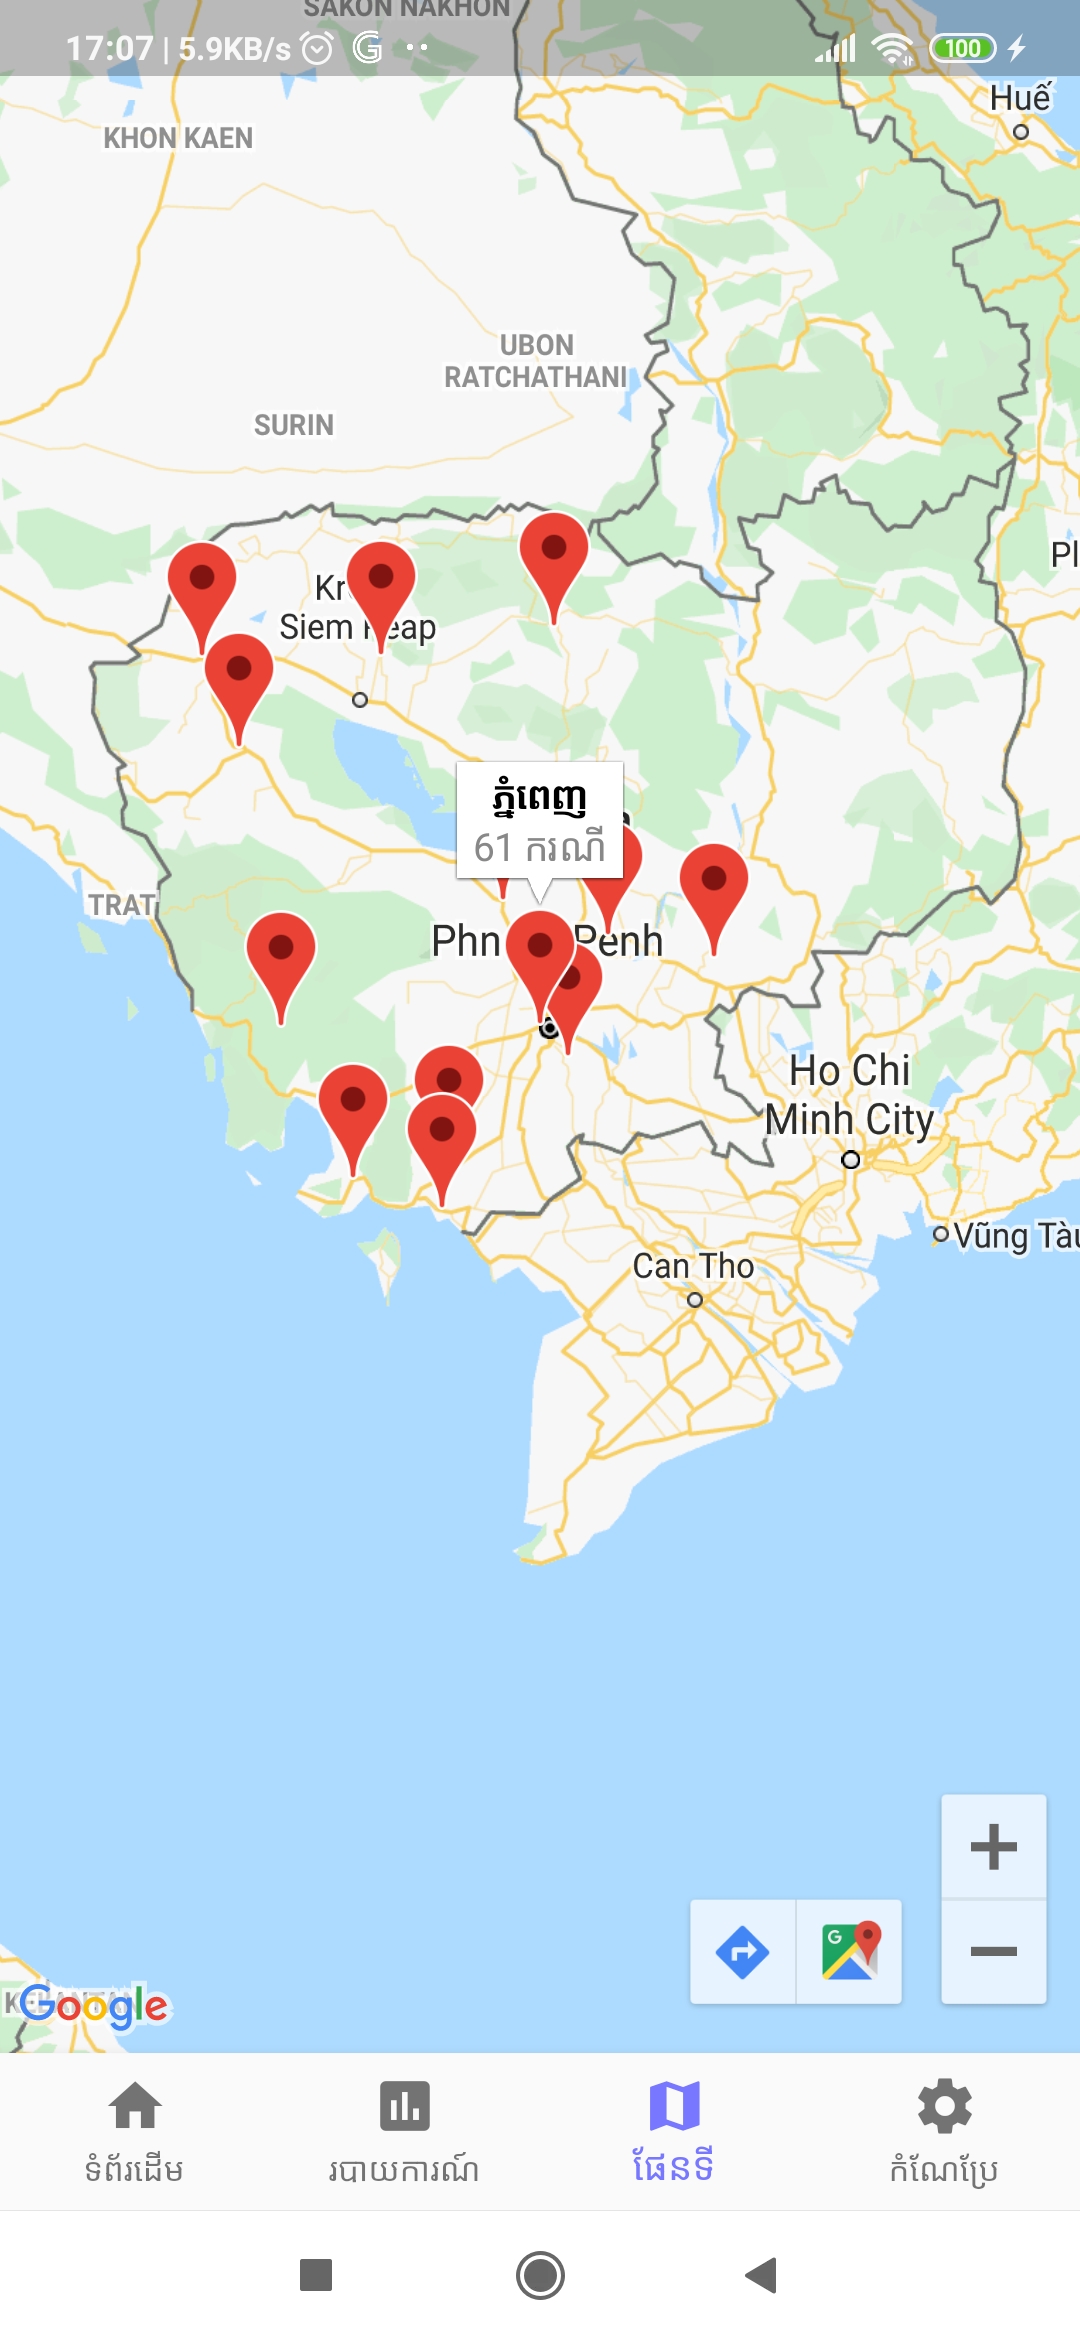 SAKON NAKHON
17:07 | 5.9KB/s
100
Huế
KHON KAEN
UBON
RATCHATHANI
SURIN
Pl
Kr
Siem Reap
ភ្នំពេញ
61 ករណី
TRAT
Phn Penh
Ho Chi
Minh City
Vũng Tàu
Can Tho
KELANTAN
Google
ទំព័រដើម
របាយការណ៍
ផែនទី
កំណែប្រែ